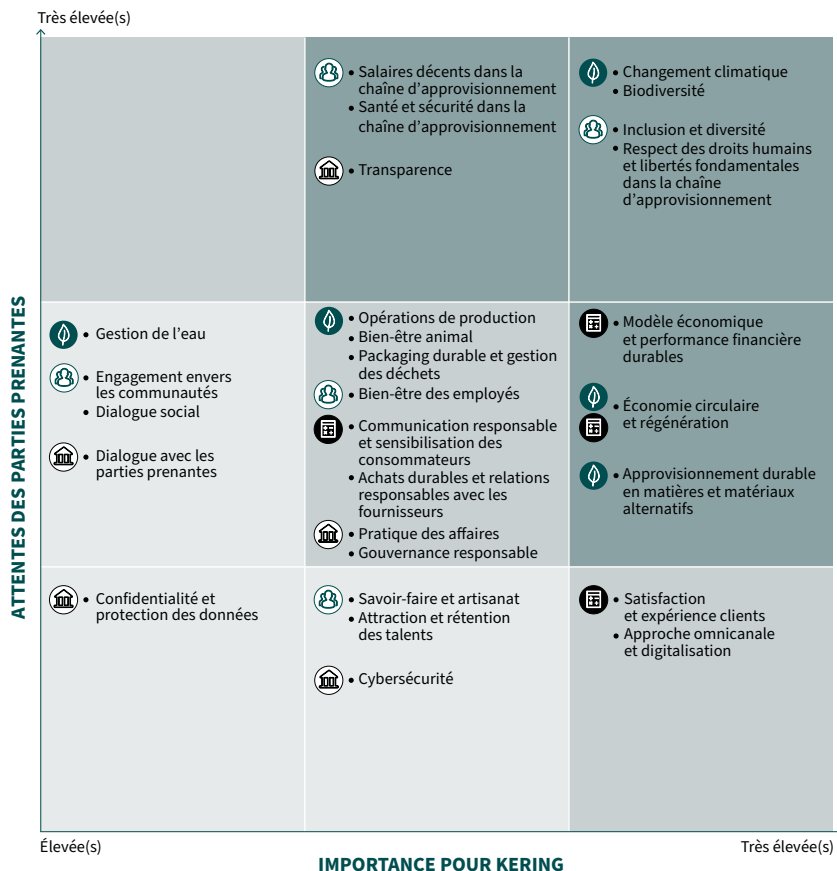 Très élevée(s)
• Salaires décents dans la
chaîne d'approvisionnement
• Santé et sécurité dans la
chaîne d'approvisionnement
• Transparence
• Changement climatique
• Biodiversité
• Inclusion et diversité
• Respect des droits humains
et libertés fondamentales
dans la chaîne
d'approvisionnement
ATTENTES DES PARTIES PRENANTES
• Gestion de l'eau
• Engagement envers
les communautés
• Dialogue social
• Dialogue avec les
parties prenantes
• Opérations de production
• Bien-être animal
• Packaging durable et gestion
des déchets
• Bien-être des employés
• Communication responsable
et sensibilisation des
consommateurs
• Achats durables et relations
responsables avec les
fournisseurs
• Pratique des affaires
• Gouvernance responsable
• Modèle économique
et performance financière
durables
• Économie circulaire
et régénération
• Approvisionnement durable
en matières et matériaux
alternatifs
• Confidentialité et
protection des données
• Savoir-faire et artisanat
• Attraction et rétention
des talents
• Cybersécurité
• Satisfaction
et expérience clients
• Approche omnicanale
et digitalisation
Élevée(s)
Très élevée(s)
IMPORTANCE POUR KERING